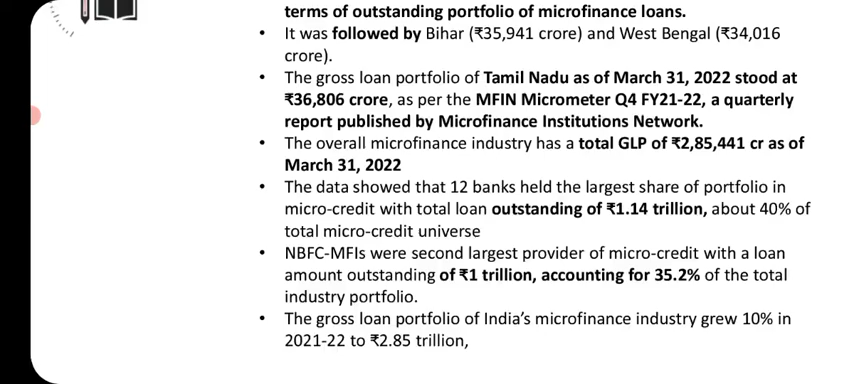 terms of outstanding portfolio of microfinance loans.
• It was followed by Bihar (₹35,941 crore) and West Bengal (₹34,016
crore).
• The gross loan portfolio of Tamil Nadu as of March 31, 2022 stood at
₹36,806 crore, as per the MFIN Micrometer Q4 FY21-22, a quarterly
report published by Microfinance Institutions Network.
• The overall microfinance industry has a total GLP of ₹2,85,441 cr as of
March 31, 2022
• The data showed that 12 banks held the largest share of portfolio in
micro-credit with total loan outstanding of ₹1.14 trillion, about 40% of
total micro-credit universe
• NBFC-MFIs were second largest provider of micro-credit with a loan
amount outstanding of ₹1 trillion, accounting for 35.2% of the total
industry portfolio.
• The gross loan portfolio of India's microfinance industry grew 10% in
2021-22 to ₹2.85 trillion,